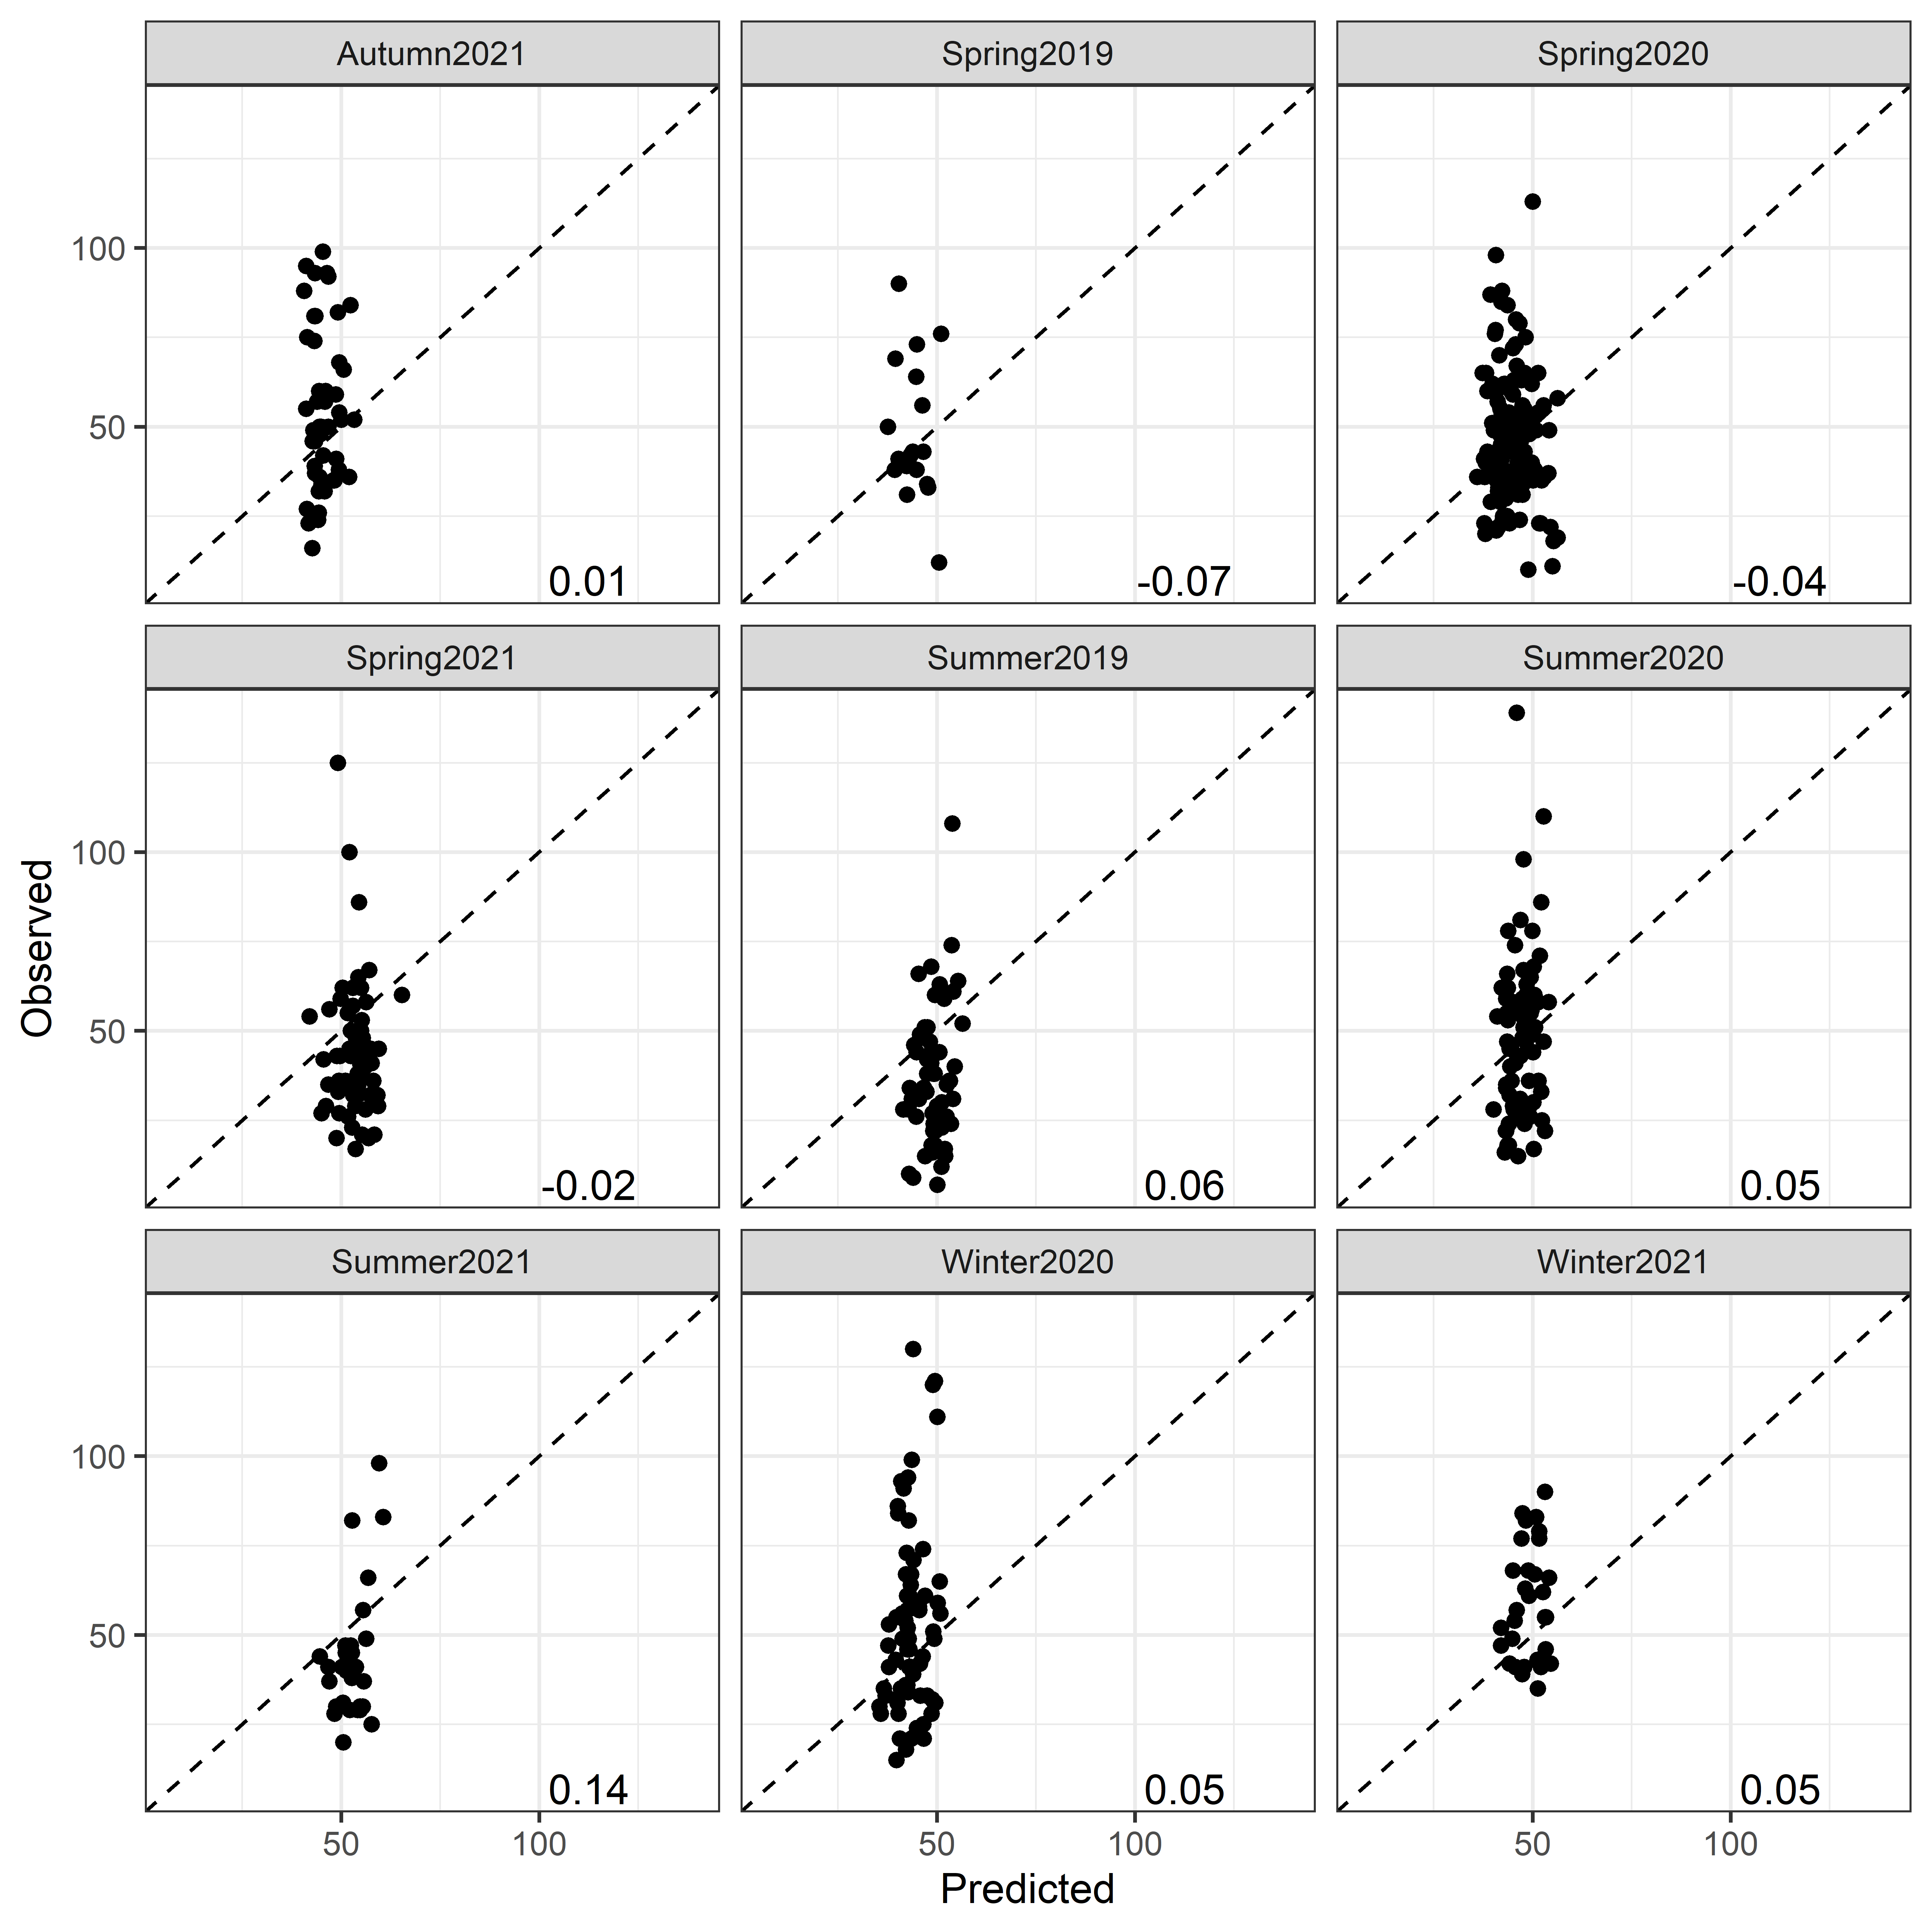 Autumn2021 Spring2019 Spring2020
100
50
0.01 -0.07 -0.04
Spring2021 Summer2019 Summer2020
100
50
-0.02 0.06 0.05
Summer2021 Winter2020 Winter2021
100
50
0.14 0.05 0.05
50 100 50 100 50 100
Observed
Predicted